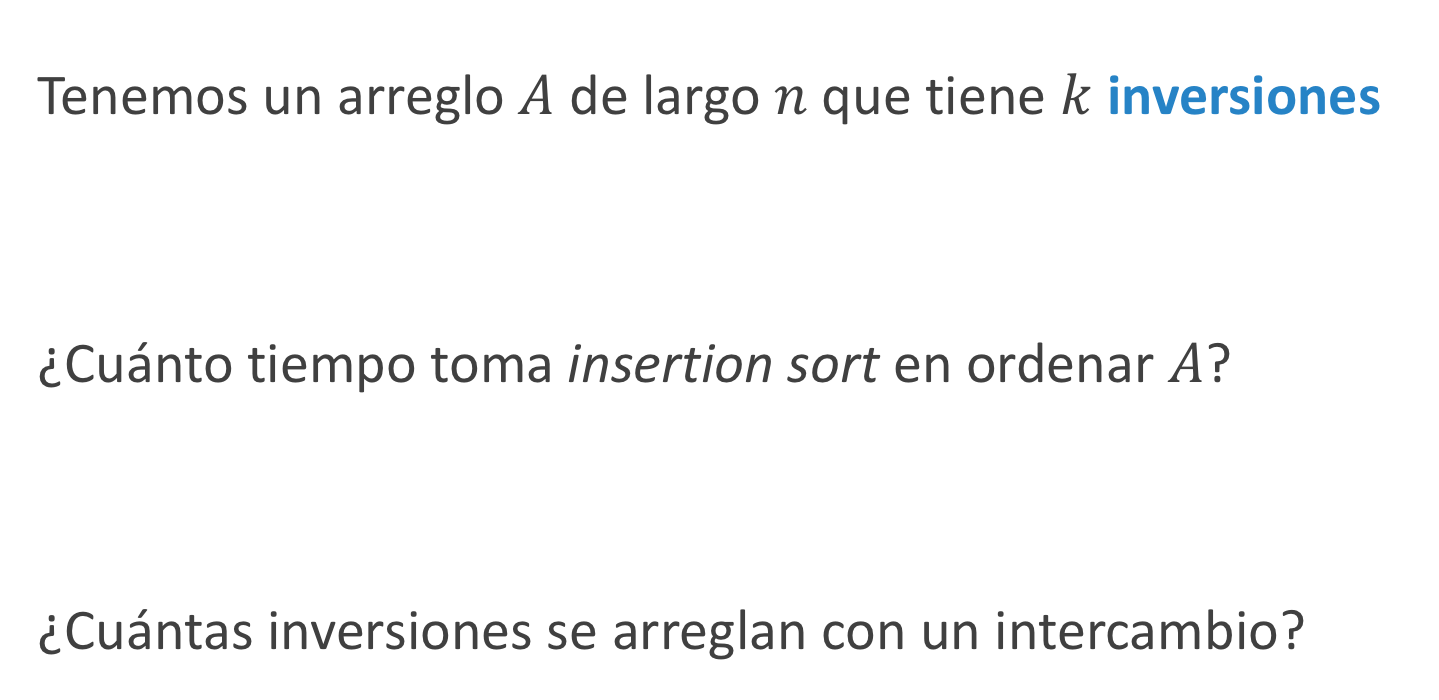 Tenemos un arreglo A de largo n que tiene k inversiones
¿Cuánto tiempo toma insertion sort en ordenar A?
¿Cuántas inversiones se arreglan con un intercambio?